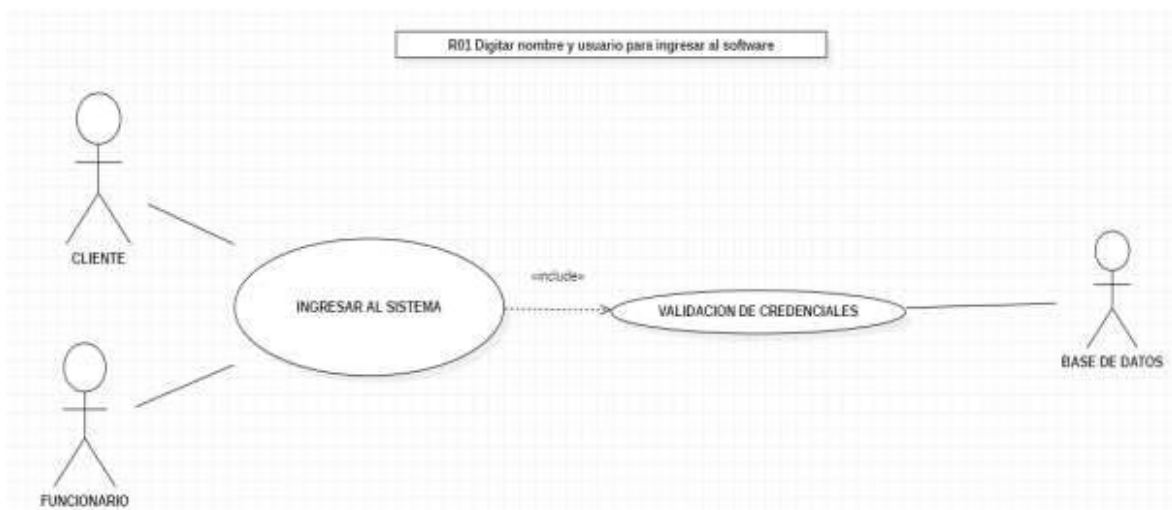 R01 Digitar nombre y usuario para ingresar al software
CLIENTE
«include»
INGRESAR AL SISTEMA
VALIDACION DE CREDENCIALES
BASE DE DATOS
FUNCIONARIO